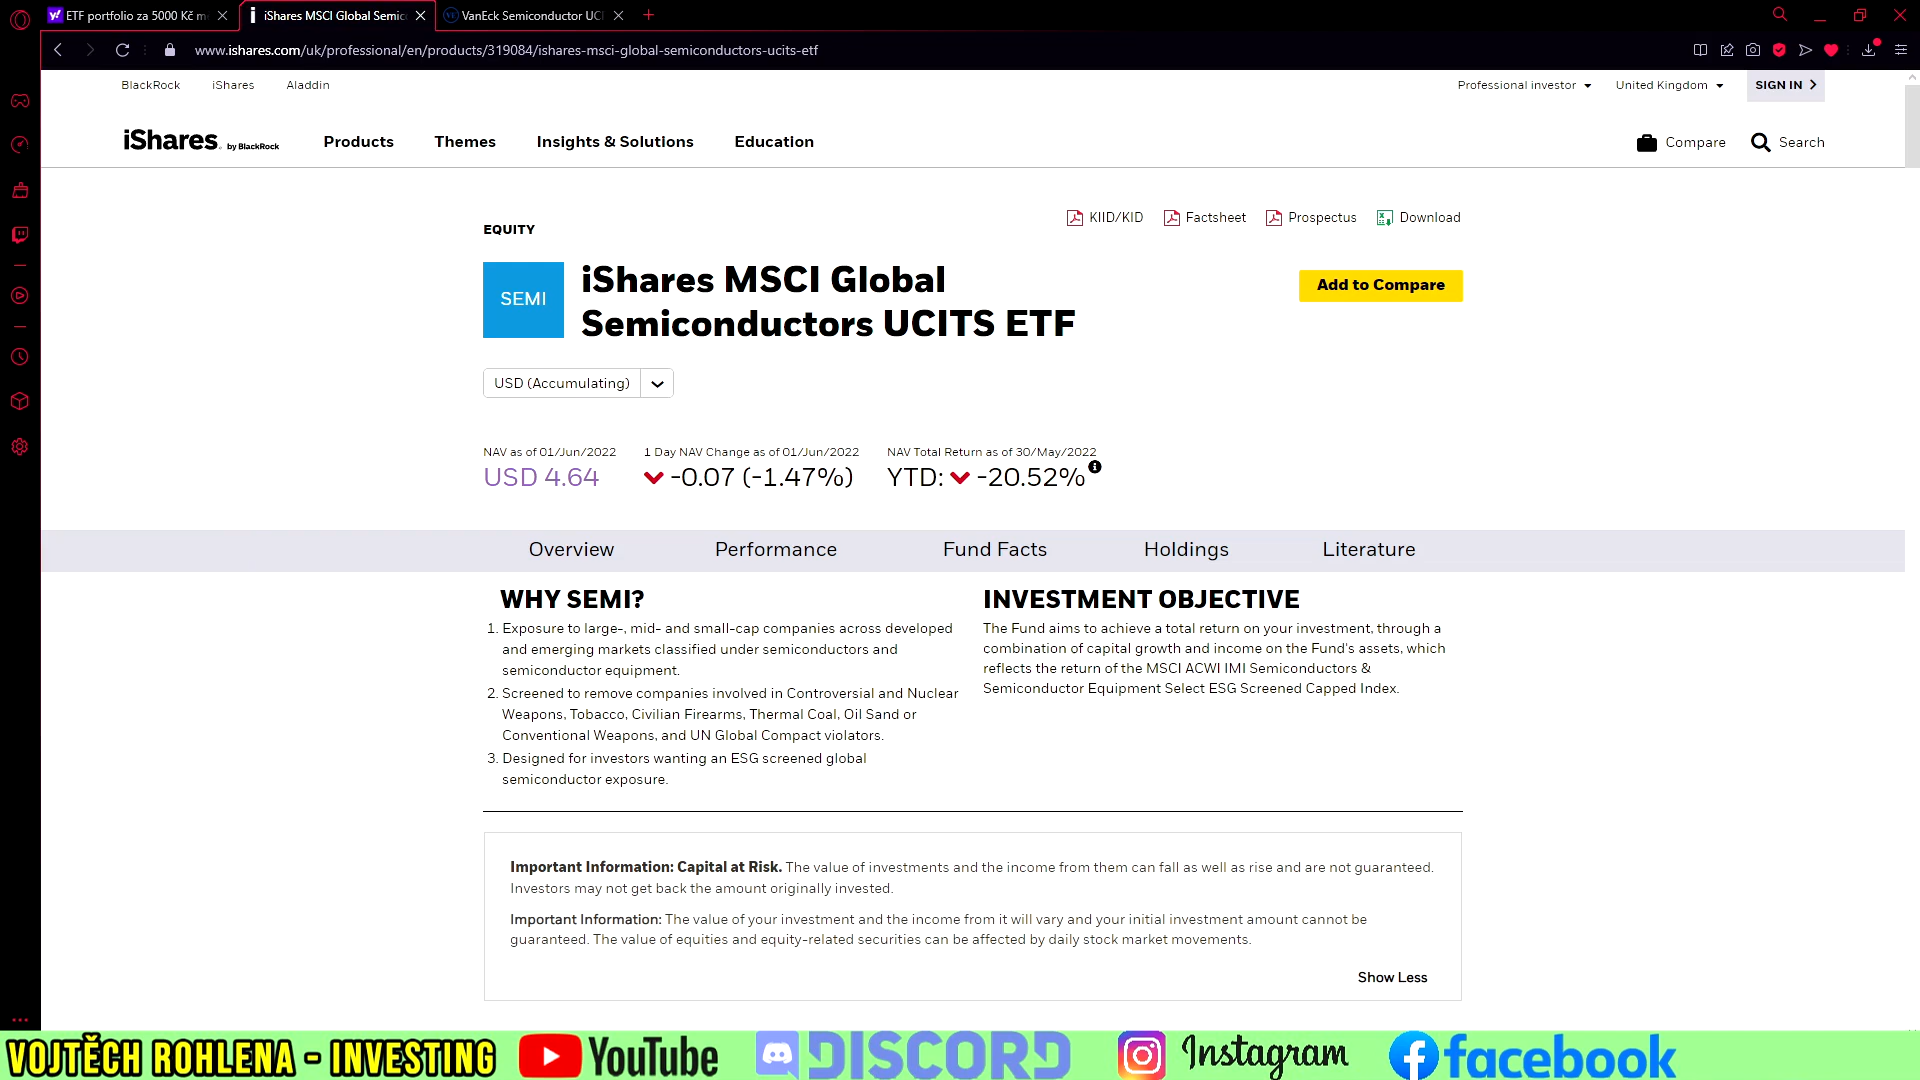 ETF portfolio za 5000 Kč m
iShares MSCI Global Semic
VanEck Semiconductor UCI
www.ishares.com/uk/professional/en/products/319084/ishares-msci-global-semiconductors-ucits-etf
BlackRock iShares Aladdin
Professional investor United Kingdom SIGN IN
iShares. by BlackRock
Products Themes Insights & Solutions Education
Compare Search
KIID/KID Factsheet Prospectus Download
EQUITY
SEMI
iShares MSCI Global
Semiconductors UCITS ETF
Add to Compare
USD (Accumulating)
NAV as of 01/Jun/2022 1 Day NAV Change as of 01/Jun/2022 NAV Total Return as of 30/May/2022
USD 4.64 -0.07 (-1.47%) YTD: -20.52%
Overview Performance Fund Facts Holdings Literature
WHY SEMI?
1. Exposure to large-, mid- and small-cap companies across developed
and emerging markets classified under semiconductors and
semiconductor equipment.
2. Screened to remove companies involved in Controversial and Nuclear
Weapons, Tobacco, Civilian Firearms, Thermal Coal, Oil Sand or
Conventional Weapons, and UN Global Compact violators.
3. Designed for investors wanting an ESG screened global
semiconductor exposure.
INVESTMENT OBJECTIVE
The Fund aims to achieve a total return on your investment, through a
combination of capital growth and income on the Fund's assets, which
reflects the return of the MSCI ACWI IMI Semiconductors &
Semiconductor Equipment Select ESG Screened Capped Index.
Important Information: Capital at Risk. The value of investments and the income from them can fall as well as rise and are not guaranteed.
Investors may not get back the amount originally invested.
Important Information: The value of your investment and the income from it will vary and your initial investment amount cannot be
guaranteed. The value of equities and equity-related securities can be affected by daily stock market movements.
Show Less
VOJTĚCH ROHLENA - INVESTING YouTube DISCORD Instagram facebook